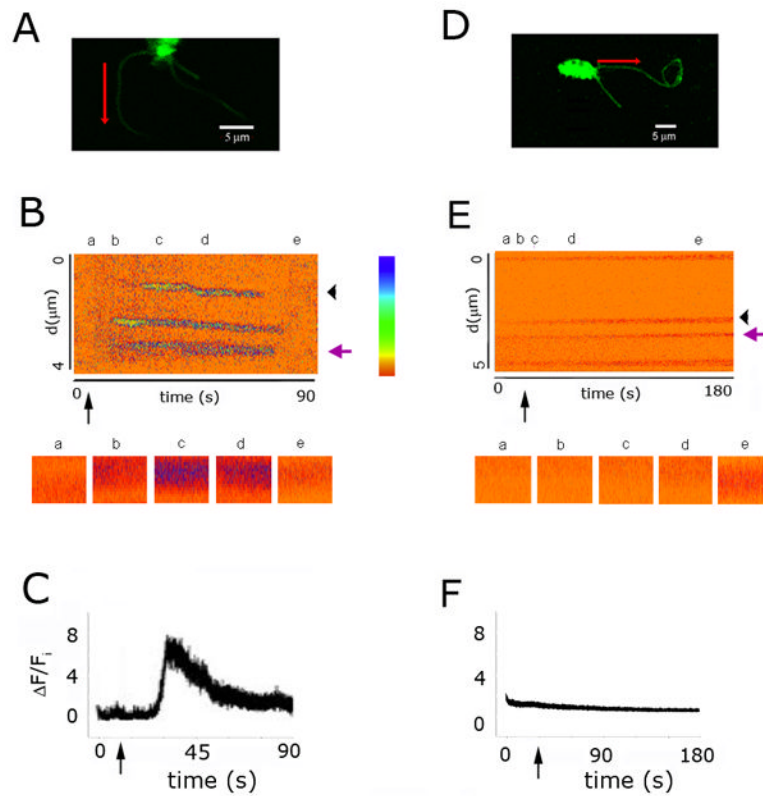 A
5 µm
D
5 µm
B
a b c d e
0
d(µm)
4
0 time (s) 90
a b c d e
E
a b c d e
0
d(µm)
5
0 time (s) 180
a b c d e
C
8
4
0
ΔF/Fi
0 45 90
time (s)
F
8
4
0
0 90 180
time (s)